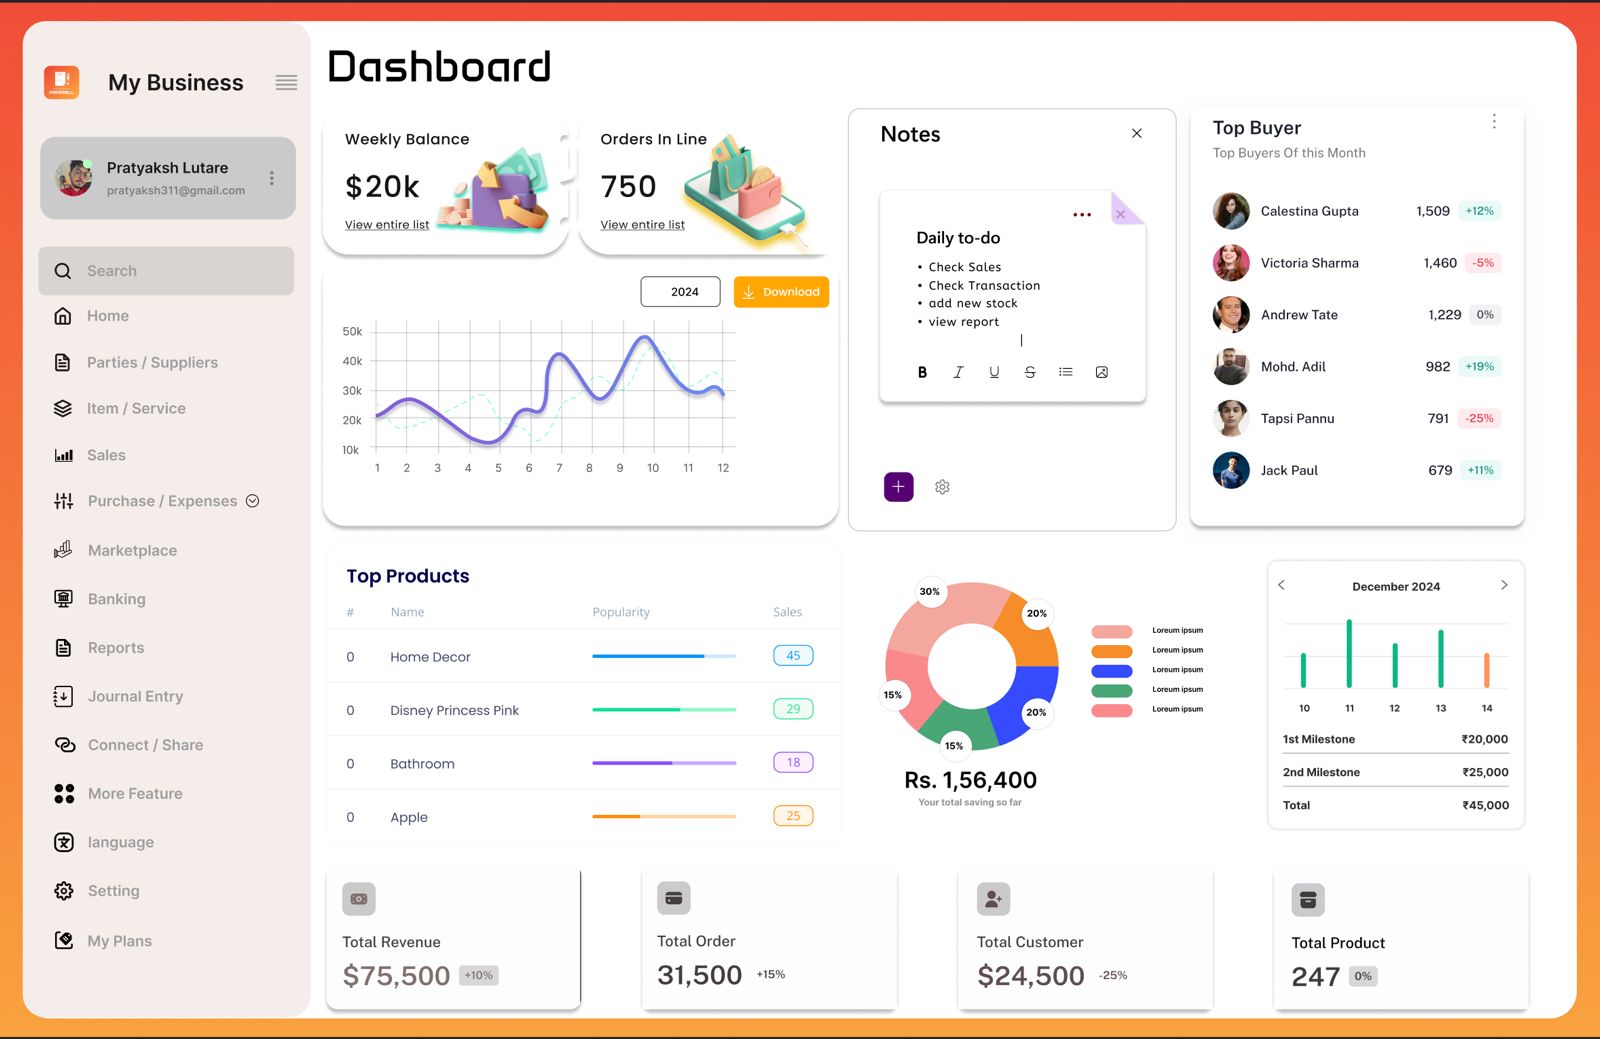 My Business
Pratyaksh Lutare
pratyaksh311@gmail.com
Search
Home
Parties / Suppliers
Item / Service
Sales
Purchase / Expenses
Marketplace
Banking
Reports
Journal Entry
Connect / Share
More Feature
language
Setting
My Plans
Dashboard
Weekly Balance
$20k
View entire list
Orders In Line
750
View entire list
2024
Download
50k
40k
30k
20k
10k
1 2 3 4 5 6 7 8 9 10 11 12
Notes
Daily to-do
• Check Sales
• Check Transaction
• add new stock
• view report
B I U S
Top Buyer
Top Buyers Of this Month
Calestina Gupta 1,509 +12%
Victoria Sharma 1,460 -5%
Andrew Tate 1,229 0%
Mohd. Adil 982 +19%
Tapsi Pannu 791 -25%
Jack Paul 679 +11%
Top Products
# Name Popularity Sales
0 Home Decor 45
0 Disney Princess Pink 29
0 Bathroom 18
0 Apple 25
30%
20%
15%
20%
15%
Rs. 1,56,400
Your total saving so far
Lorem ipsum
Lorem ipsum
Lorem ipsum
Lorem ipsum
Lorem ipsum
December 2024
10 11 12 13 14
1st Milestone ₹20,000
2nd Milestone ₹25,000
Total ₹45,000
Total Revenue
$75,500 +10%
Total Order
31,500 +15%
Total Customer
$24,500 -25%
Total Product
247 0%